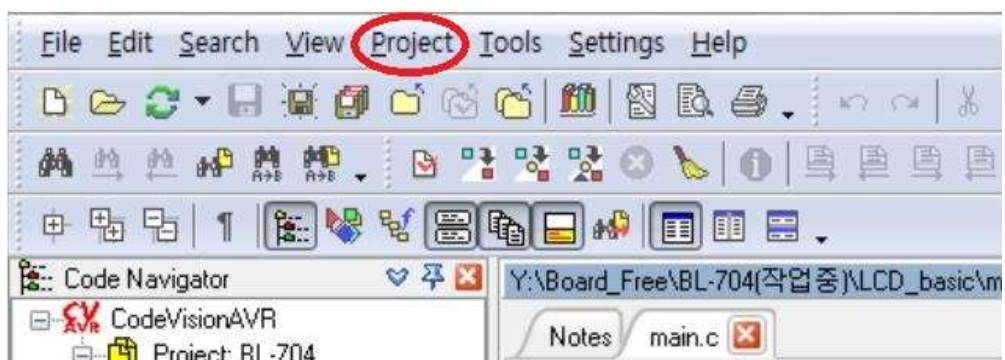 File Edit Search View Project Tools Settings Help
A→B A→B
Code Navigator
Y:\Board_Free\BL-704(작업중)\LCD_basic\m
CodeVisionAVR
Notes main.c
Project: BL-704